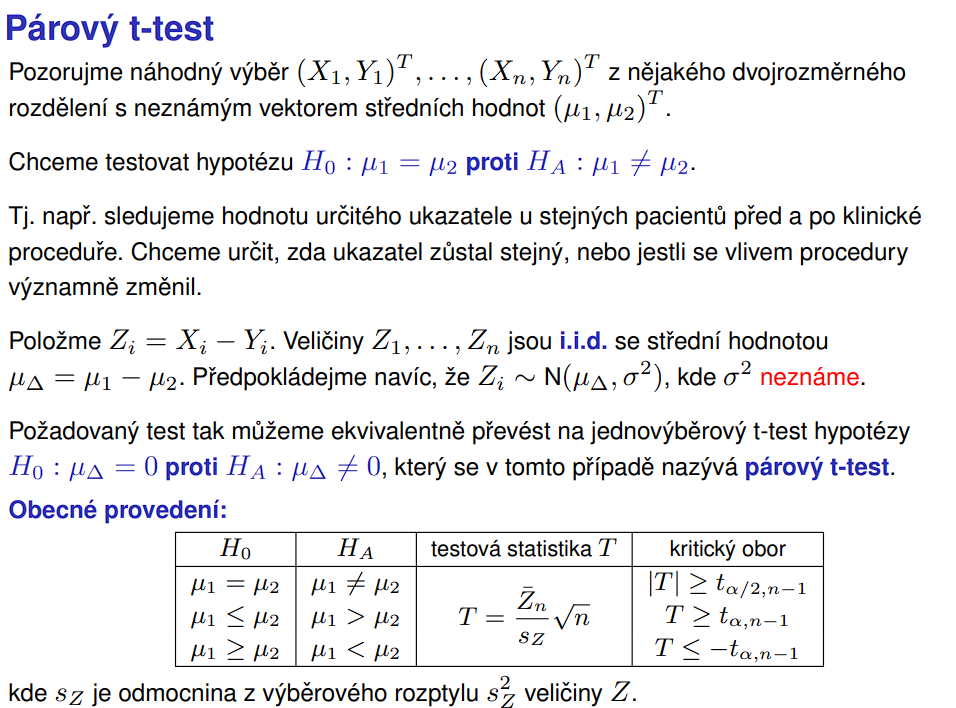 Párový t-test
Pozorujme náhodný výběr $(X_1, Y_1)^T, \ldots, (X_n, Y_n)^T$ z nějakého dvojrozměrného
rozdělení s neznámým vektorem středních hodnot $(\mu_1, \mu_2)^T$.
Chceme testovat hypotézu $H_0 : \mu_1 = \mu_2$ proti $H_A : \mu_1 \neq \mu_2$.
Tj. např. sledujeme hodnotu určitého ukazatele u stejných pacientů před a po klinické
proceduře. Chceme určit, zda ukazatel zůstal stejný, nebo jestli se vlivem procedury
významně změnil.
Položme $Z_i = X_i - Y_i$. Veličiny $Z_1, \ldots, Z_n$ jsou i.i.d. se střední hodnotou
$\mu_\Delta = \mu_1 - \mu_2$. Předpokládejme navíc, že $Z_i \sim \mathsf{N}(\mu_\Delta, \sigma^2)$, kde $\sigma^2$ neznáme.
Požadovaný test tak můžeme ekvivalentně převést na jednovýběrový t-test hypotézy
$H_0 : \mu_\Delta = 0$ proti $H_A : \mu_\Delta \neq 0$, který se v tomto případě nazývá párový t-test.
Obecné provedení:
$H_0$ $H_A$ testová statistika $T$ kritický obor
$\mu_1 = \mu_2$ $\mu_1 \neq \mu_2$ $|T| \geq t_{\alpha/2,n-1}$
$\mu_1 \leq \mu_2$ $\mu_1 > \mu_2$ $T = \frac{\bar{Z}_n}{s_Z}\sqrt{n}$ $T \geq t_{\alpha,n-1}$
$\mu_1 \geq \mu_2$ $\mu_1 < \mu_2$ $T \leq -t_{\alpha,n-1}$
kde $s_Z$ je odmocnina z výběrového rozptylu $s_Z^2$ veličiny $Z$.